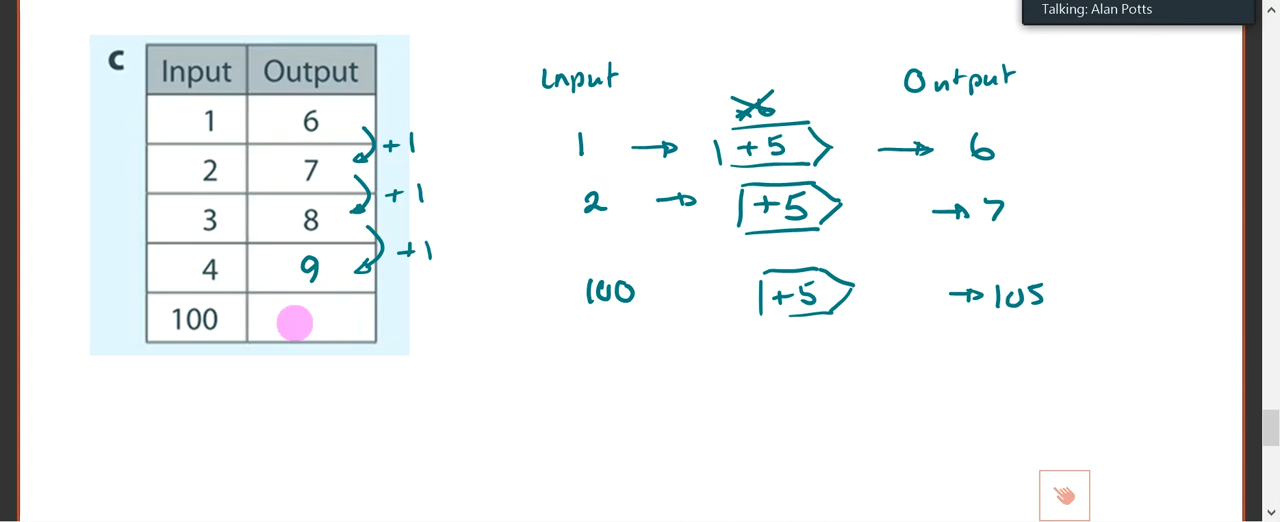 Talking: Alan Potts
C
Input Output
1 6
+1
2 7
+1
3 8
+1
4 9
100
Input Output
×6
1 → +5 → 6
2 → +5 → 7
100 +5 → 105